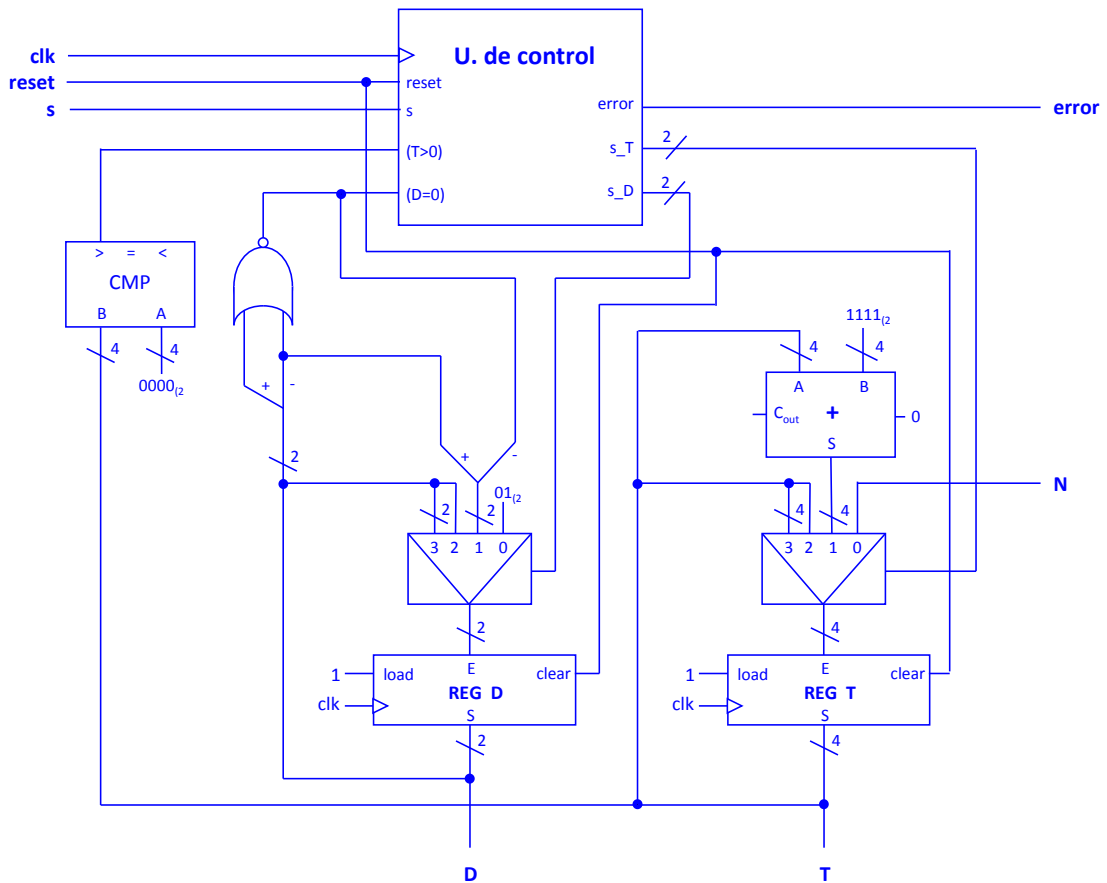 U. de control
clk
reset
s
reset
s
(T>0)
(D=0)
error
s_T
s_D
error
2
2
> = <
CMP
B A
4 4
0000(2
+ -
2
1111(2
4 4
A B
Cout + 0
S
N
+ -
01(2
2 2
3 2 1 0
4 4
3 2 1 0
2
4
1 load E clear
REG D
clk
S
2
1 load E clear
REG T
clk
S
4
D
T